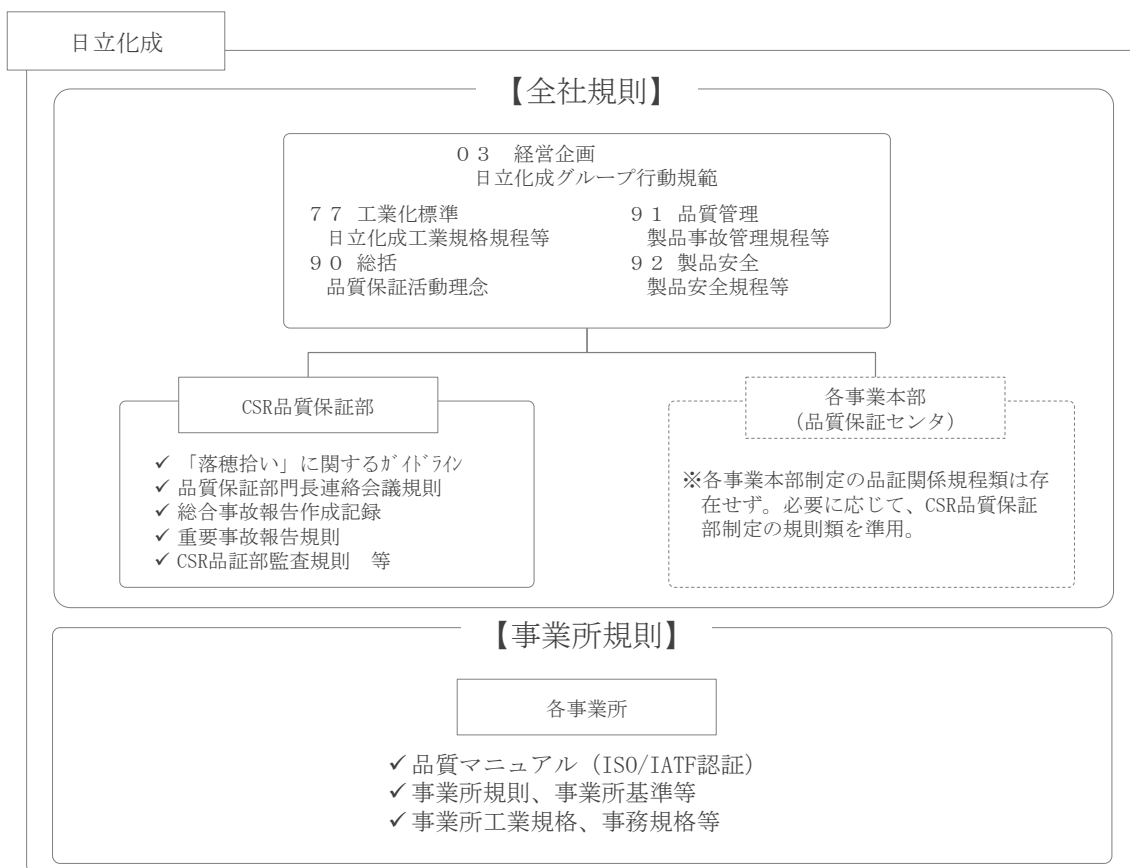 日立化成
【全社規則】
03 経営企画
日立化成グループ行動規範
77 工業化標準
日立化成工業規格規程等
90 総括
品質保証活動理念
91 品質管理
製品事故管理規程等
92 製品安全
製品安全規程等
CSR品質保証部
✓ 「落穂拾い」に関するガイドライン
✓ 品質保証部門長連絡会議規則
✓ 総合事故報告作成記録
✓ 重要事故報告規則
✓ CSR品証部監査規則 等
各事業本部
（品質保証センタ）
※各事業本部制定の品証関係規程類は存
在せず。必要に応じて、CSR品質保証
部制定の規則類を準用。
【事業所規則】
各事業所
✓ 品質マニュアル（ISO/IATF認証）
✓ 事業所規則、事業所基準等
✓ 事業所工業規格、事務規格等